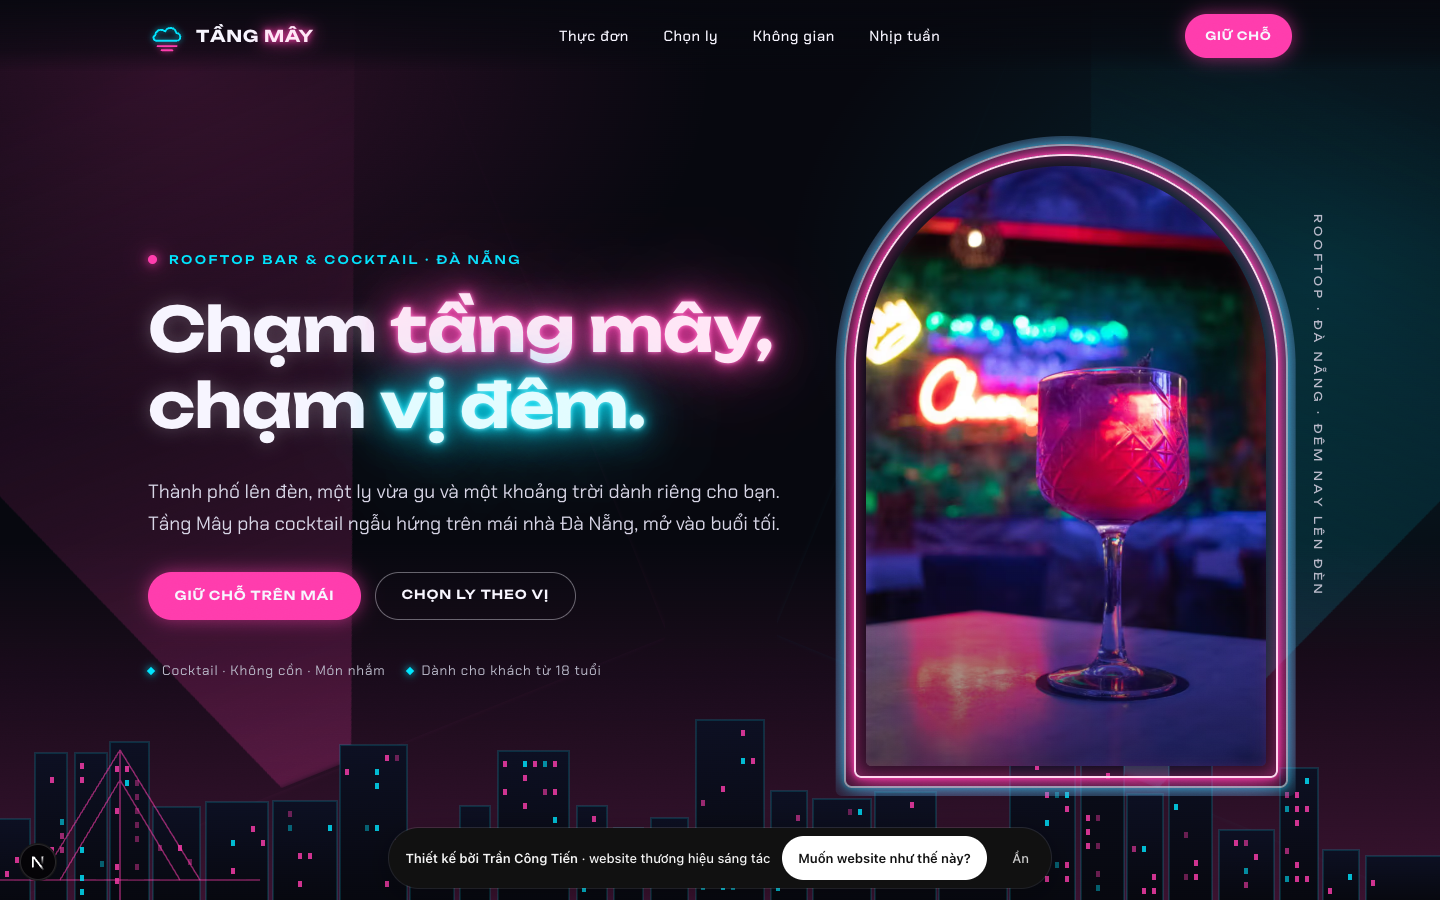 TẦNG MÂY
Thực đơn
Chọn ly
Không gian
Nhịp tuần
GIỮ CHỖ
ROOFTOP BAR & COCKTAIL · ĐÀ NẴNG
Chạm tầng mây,
chạm vị đêm.
Thành phố lên đèn, một ly vừa gu và một khoảng trời dành riêng cho bạn.
Tầng Mây pha cocktail ngẫu hứng trên mái nhà Đà Nẵng, mở vào buổi tối.
GIỮ CHỖ TRÊN MÁI
CHỌN LY THEO VỊ
Cocktail · Không cồn · Món nhắm
Dành cho khách từ 18 tuổi
ROOFTOP · ĐÀ NẴNG · ĐÊM NAY LÊN ĐÈN
N
Thiết kế bởi Trần Công Tiến · website thương hiệu sáng tác
Muốn website như thế này?
Ẩn